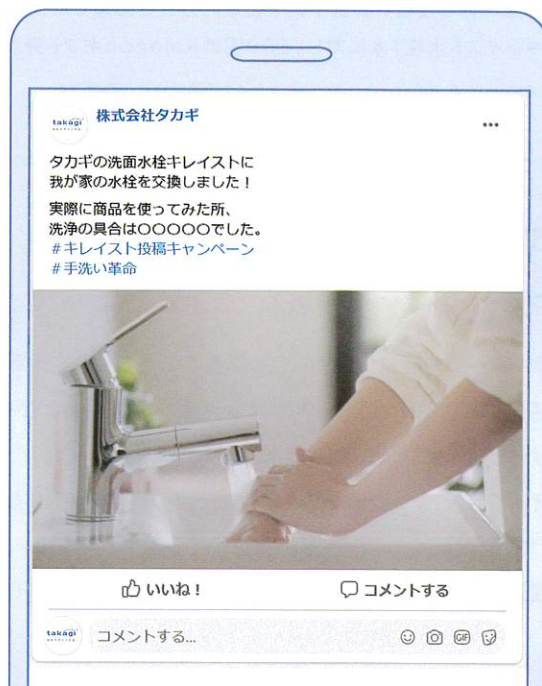 takagi
株式会社タカギ
タカギの洗面水栓キレイストに
我が家の水栓を交換しました！
実際に商品を使ってみた所、
洗浄の具合は〇〇〇〇〇でした。
#キレイスト投稿キャンペーン
#手洗い革命
いいね！
コメントする
takagi
コメントする...
GIF